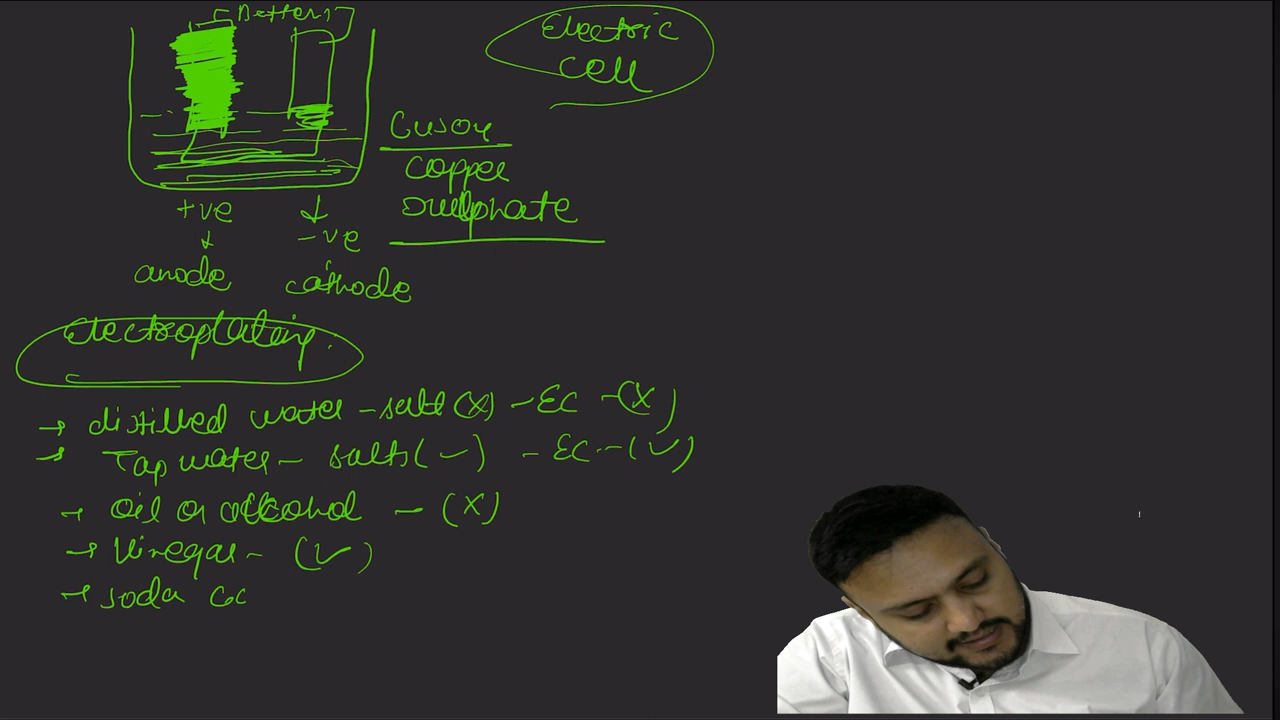 Battery
Electric
Cell
CuSO4
Copper
Sulphate
+ve
-ve
anode
cathode
Electroplating.
→ distilled water - salt (x) - EC - (x)
→ Tap water - salts (✓) - EC - (✓)
→ oil or alcohol - (x)
→ Vinegar - (✓)
→ soda co